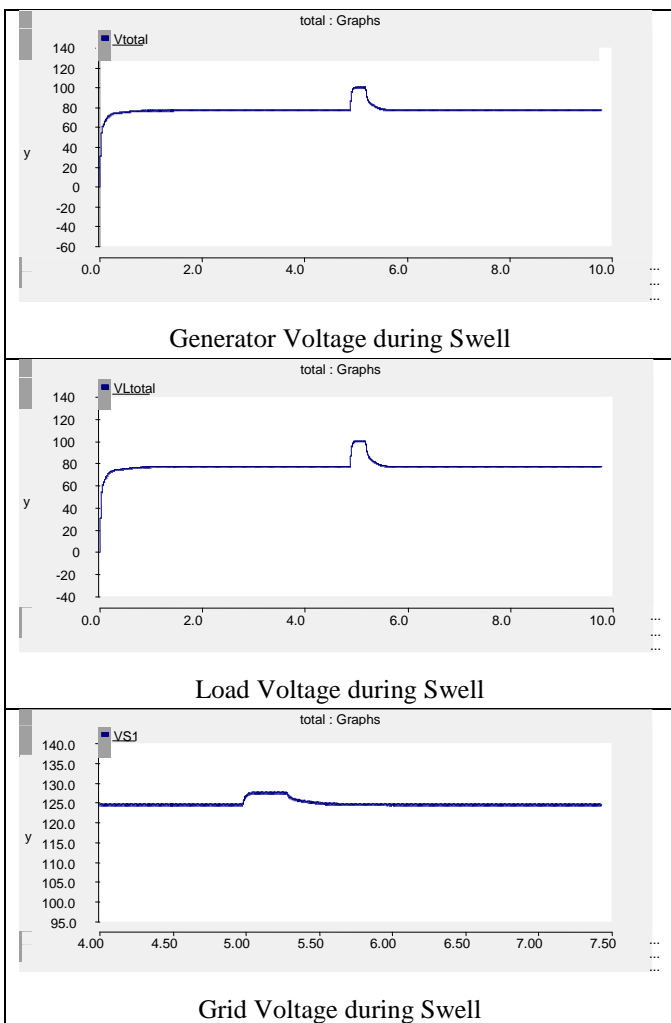 total : Graphs
Vtotal
140
120
100
80
60
40
20
0
-20
-40
-60
y
0.0 2.0 4.0 6.0 8.0 10.0
...
...
...
Generator Voltage during Swell
total : Graphs
VLtotal
140
120
100
80
60
40
20
0
-20
-40
y
0.0 2.0 4.0 6.0 8.0 10.0
...
...
...
Load Voltage during Swell
total : Graphs
VS1
140.0
135.0
130.0
125.0
120.0
115.0
110.0
105.0
100.0
95.0
y
4.00 4.50 5.00 5.50 6.00 6.50 7.00 7.50
...
...
...
Grid Voltage during Swell